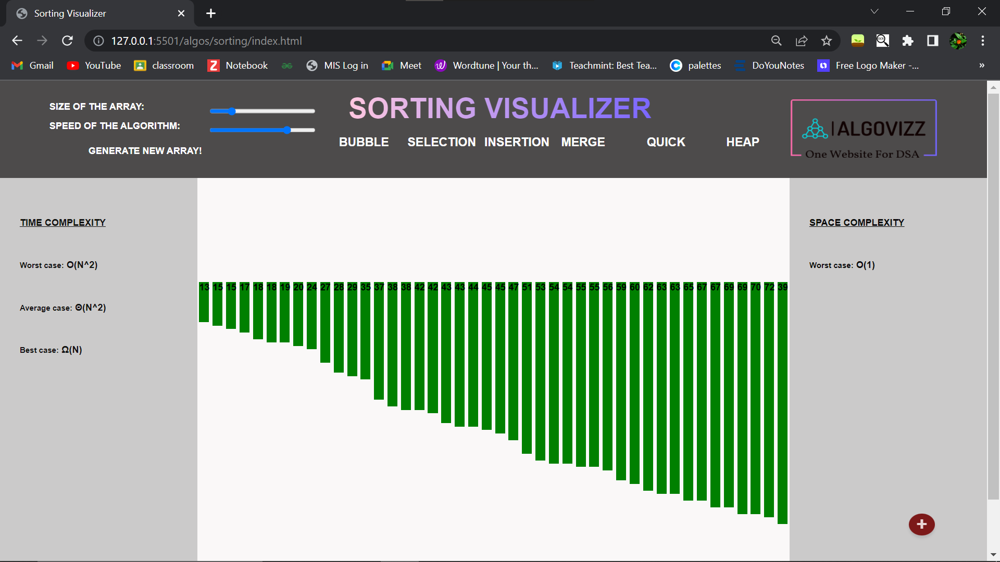 Sorting Visualizer
127.0.0.1:5501/algos/sorting/index.html
Gmail YouTube classroom Notebook MIS Log in Meet Wordtune | Your th... Teachmint: Best Tea... palettes DoYouNotes Free Logo Maker -... »
SIZE OF THE ARRAY:
SPEED OF THE ALGORITHM:
GENERATE NEW ARRAY!
SORTING VISUALIZER
BUBBLE SELECTION INSERTION MERGE QUICK HEAP
ALGOVIZZ
One Website For DSA
TIME COMPLEXITY
Worst case: O(N^2)
Average case: Θ(N^2)
Best case: Ω(N)
13 15 15 17 18 18 19 20 24 27 28 29 35 37 38 38 42 42 43 43 44 45 45 47 51 53 54 54 55 55 56 59 60 62 63 63 65 67 67 69 69 70 72 39
SPACE COMPLEXITY
Worst case: O(1)
+